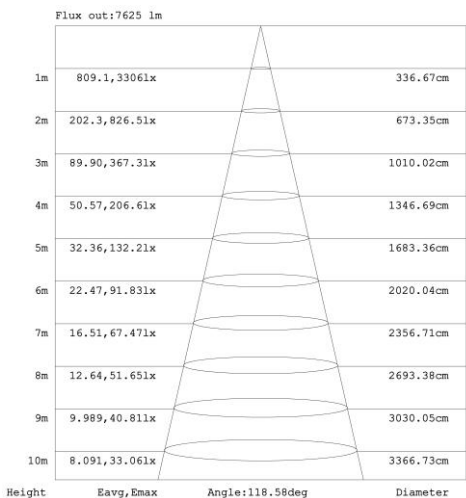 Flux out:7625 lm
1m 809.1,3306lx 336.67cm
2m 202.3,826.5lx 673.35cm
3m 89.90,367.3lx 1010.02cm
4m 50.57,206.6lx 1346.69cm
5m 32.36,132.2lx 1683.36cm
6m 22.47,91.83lx 2020.04cm
7m 16.51,67.47lx 2356.71cm
8m 12.64,51.65lx 2693.38cm
9m 9.989,40.81lx 3030.05cm
10m 8.091,33.06lx 3366.73cm
Height Eavg,Emax Angle:118.58deg Diameter